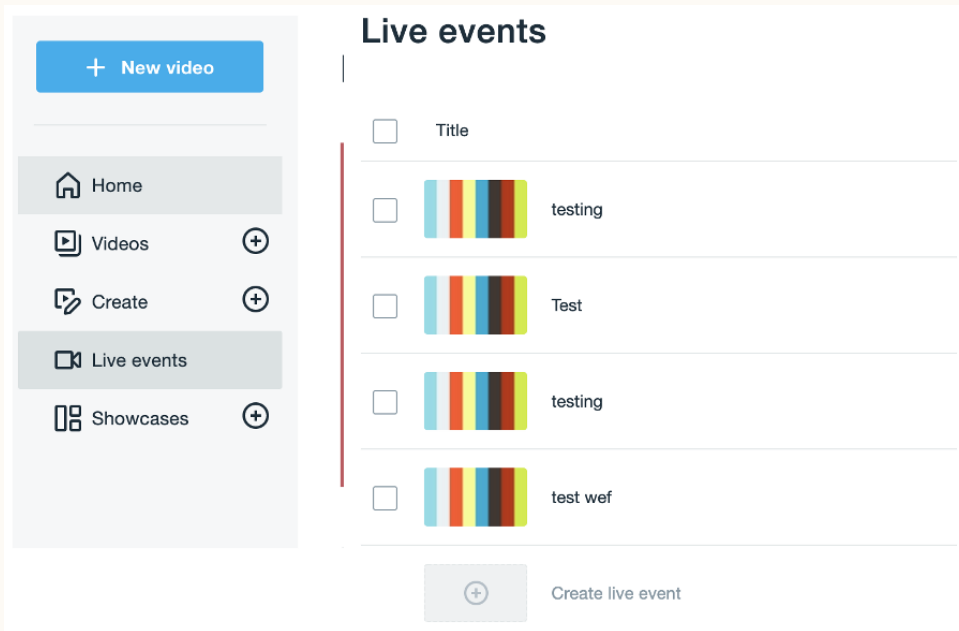 New video
Home
Videos
Create
Live events
Showcases
Live events
Title
testing
Test
testing
test wef
Create live event